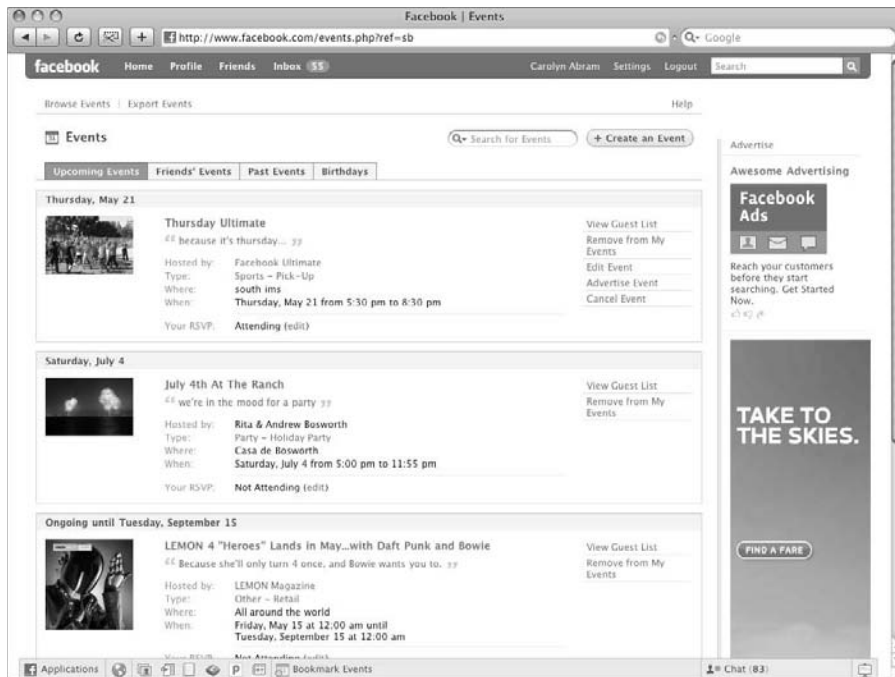 Facebook | Events
http://www.facebook.com/events.php?ref=sb
Google
facebook Home Profile Friends Inbox 55 Carolyn Abram Settings Logout Search
Browse Events | Export Events Help
31 Events
Search for Events
+ Create an Event
Upcoming Events Friends' Events Past Events Birthdays
Thursday, May 21
Thursday Ultimate
“ because it's thursday... ”
Hosted by: Facebook Ultimate
Type: Sports – Pick-Up
Where: south ims
When: Thursday, May 21 from 5:30 pm to 8:30 pm
Your RSVP: Attending (edit)
View Guest List
Remove from My
Events
Edit Event
Advertise Event
Cancel Event
Saturday, July 4
July 4th At The Ranch
“ we're in the mood for a party ”
Hosted by: Rita & Andrew Bosworth
Type: Party – Holiday Party
Where: Casa de Bosworth
When: Saturday, July 4 from 5:00 pm to 11:55 pm
Your RSVP: Not Attending (edit)
View Guest List
Remove from My
Events
Ongoing until Tuesday, September 15
LEMON 4 "Heroes" Lands in May...with Daft Punk and Bowie
“ Because she'll only turn 4 once, and Bowie wants you to. ”
Hosted by: LEMON Magazine
Type: Other – Retail
Where: All around the world
When: Friday, May 15 at 12:00 am until
Tuesday, September 15 at 12:00 am
Your RSVP: Not Attending (edit)
View Guest List
Remove from My
Events
Advertise
Awesome Advertising
Facebook
Ads
Reach your customers
before they start
searching. Get Started
Now.
TAKE TO
THE SKIES.
FIND A FARE
Applications P Bookmark Events Chat (83)